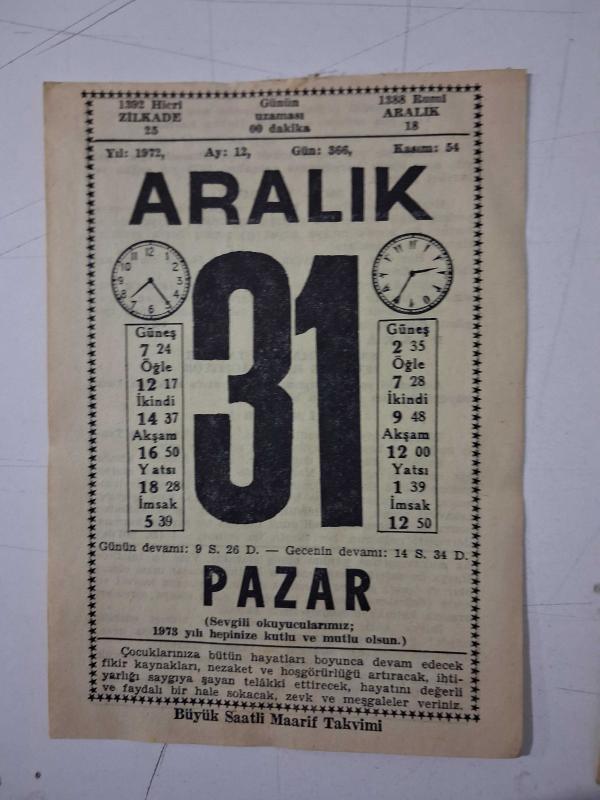 1392 Hicri
ZİLKADE
25
Günün
uzaması
00 dakika
1388 Rumi
ARALIK
18
Yıl: 1972, Ay: 12, Gün: 366, Kasım: 54
ARALIK
31
Güneş
7 24
Öğle
12 17
İkindi
14 37
Akşam
16 50
Yatsı
18 28
İmsak
5 39
Güneş
2 35
Öğle
7 28
İkindi
9 48
Akşam
12 00
Yatsı
1 39
İmsak
12 50
Günün devamı: 9 S. 26 D. — Gecenin devamı: 14 S. 34 D.
PAZAR
(Sevgili okuyucularımız;
1973 yılı hepinize kutlu ve mutlu olsun.)
Çocuklarınıza bütün hayatları boyunca devam edecek
fikir kaynakları, nezaket ve hoşgörürlüğü artıracak, ihti-
yarlığı saygıya şayan telâkki ettirecek, hayatını değerli
ve faydalı bir hale sokacak, zevk ve meşgaleler veriniz.
Büyük Saatli Maarif Takvimi